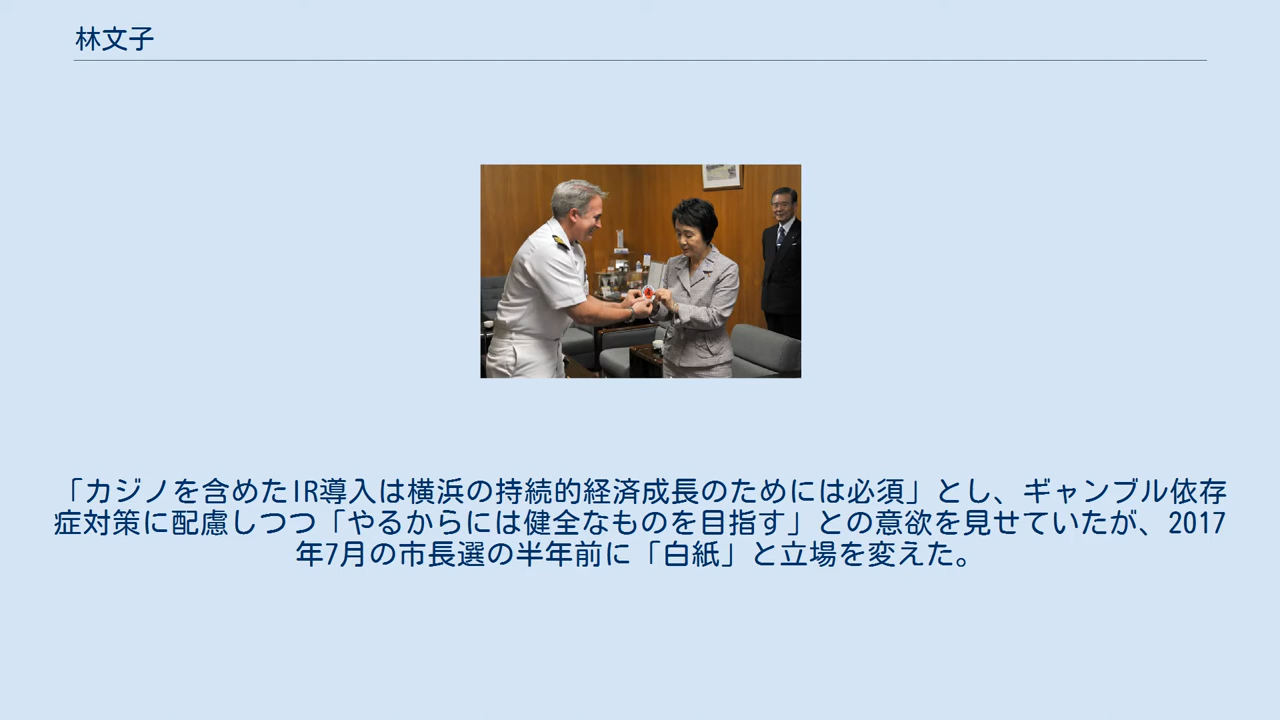 林文子
「カジノを含めたIR導入は横浜の持続的経済成長のためには必須」とし、ギャンブル依存
症対策に配慮しつつ「やるからには健全なものを目指す」との意欲を見せていたが、2017
年7月の市長選の半年前に「白紙」と立場を変えた。